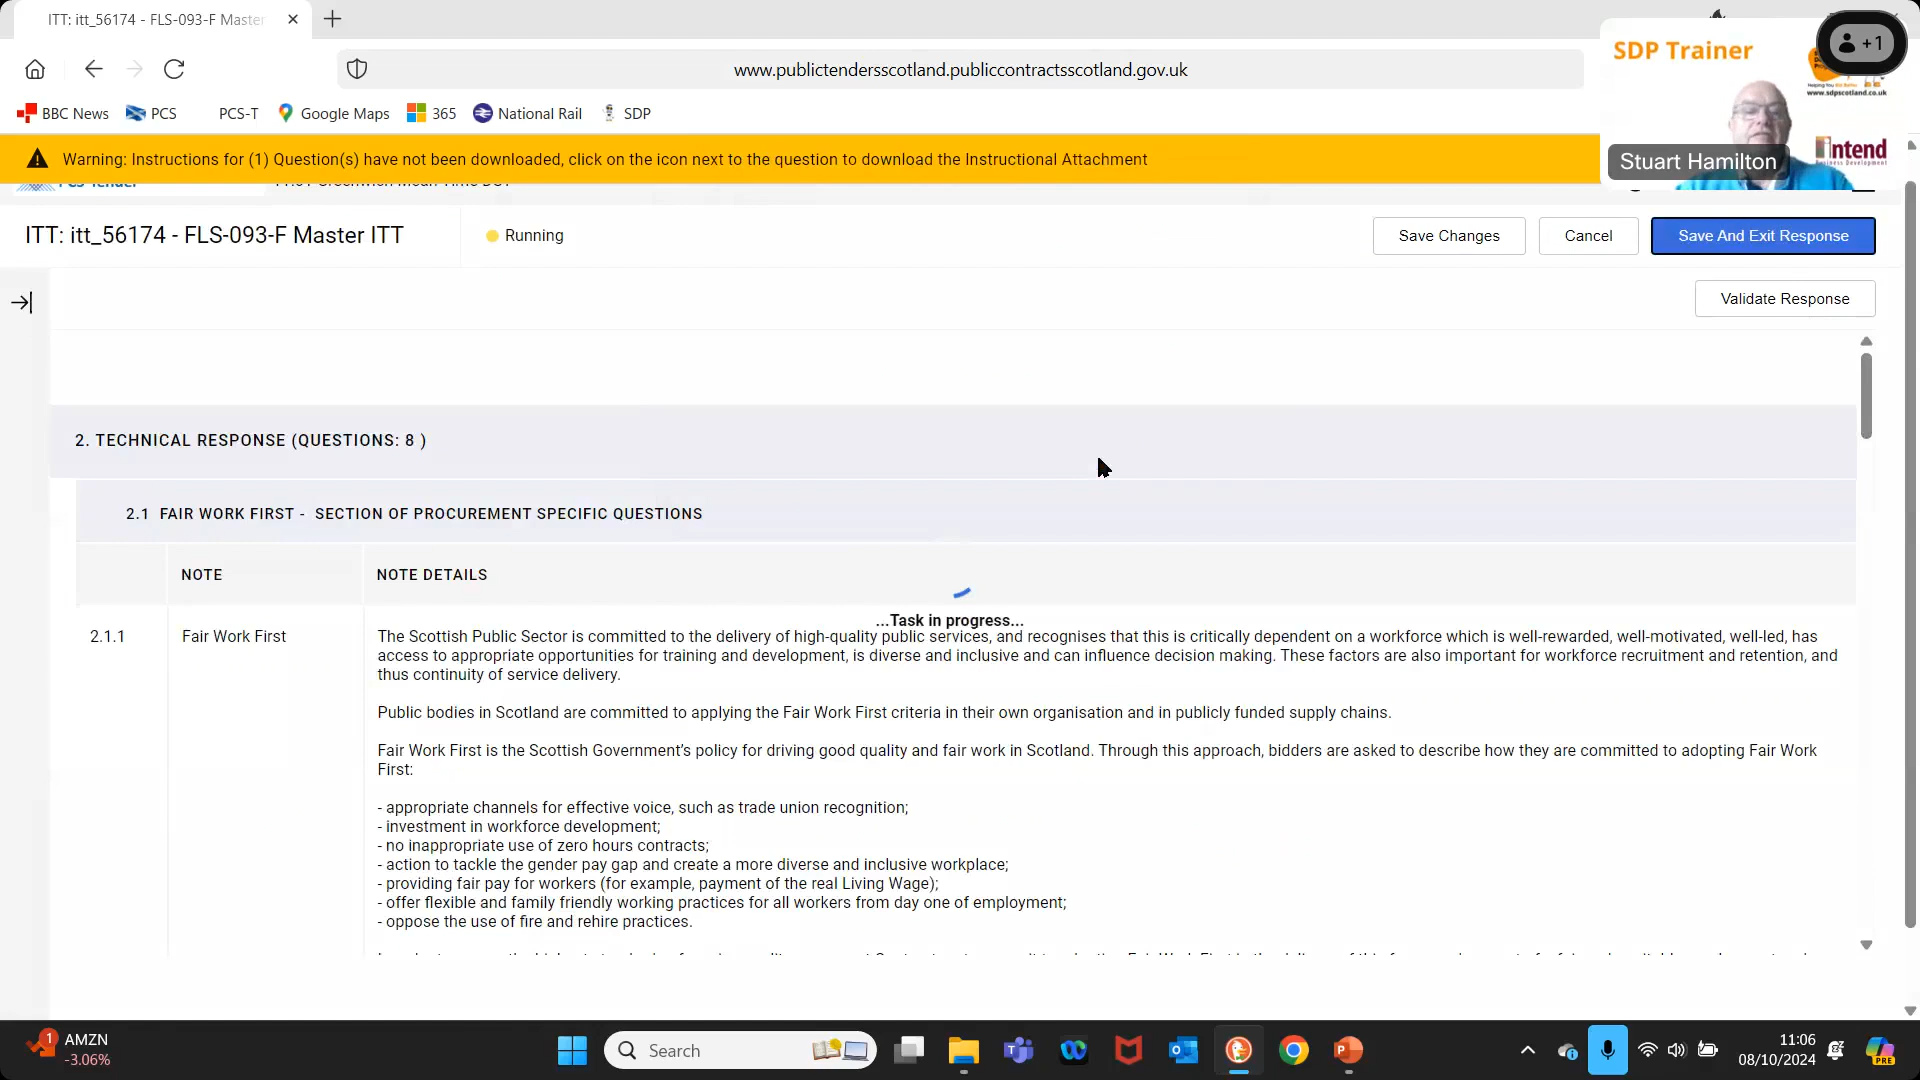 ITT: itt_56174 - FLS-093-F Master
+1
SDP Trainer
www.publictendersscotland.publiccontractsscotland.gov.uk
www.sdpscotland.co.uk
BBC News
PCS
PCS-T
Google Maps
365
National Rail
SDP
Warning: Instructions for (1) Question(s) have not been downloaded, click on the icon next to the question to download the Instructional Attachment
Stuart Hamilton
Intend
ITT: itt_56174 - FLS-093-F Master ITT
Running
Save Changes
Cancel
Save And Exit Response
Validate Response
2. TECHNICAL RESPONSE (QUESTIONS: 8 )
2.1 FAIR WORK FIRST - SECTION OF PROCUREMENT SPECIFIC QUESTIONS
NOTE
NOTE DETAILS
...Task in progress...
2.1.1
Fair Work First
The Scottish Public Sector is committed to the delivery of high-quality public services, and recognises that this is critically dependent on a workforce which is well-rewarded, well-motivated, well-led, has
access to appropriate opportunities for training and development, is diverse and inclusive and can influence decision making. These factors are also important for workforce recruitment and retention, and
thus continuity of service delivery.
Public bodies in Scotland are committed to applying the Fair Work First criteria in their own organisation and in publicly funded supply chains.
Fair Work First is the Scottish Government's policy for driving good quality and fair work in Scotland. Through this approach, bidders are asked to describe how they are committed to adopting Fair Work
First:
- appropriate channels for effective voice, such as trade union recognition;
- investment in workforce development;
- no inappropriate use of zero hours contracts;
- action to tackle the gender pay gap and create a more diverse and inclusive workplace;
- providing fair pay for workers (for example, payment of the real Living Wage);
- offer flexible and family friendly working practices for all workers from day one of employment;
- oppose the use of fire and rehire practices.
1
AMZN
-3.06%
Search
11:06
08/10/2024
PRE